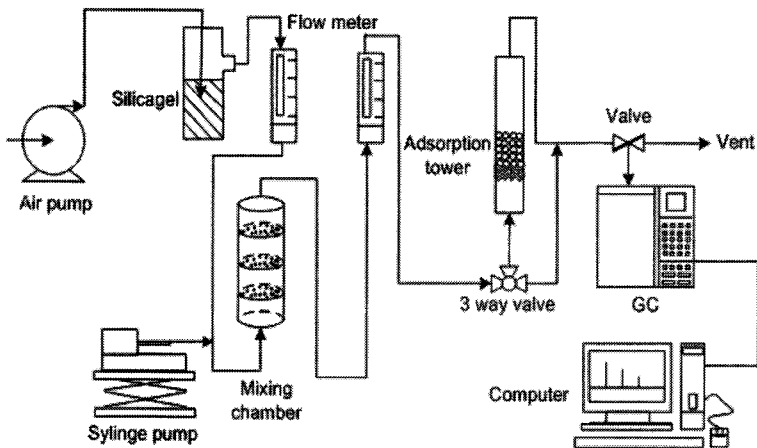 Flow meter
Silicagel
Air pump
Adsorption
tower
Valve
Vent
3 way valve
GC
Mixing
chamber
Sylinge pump
Computer